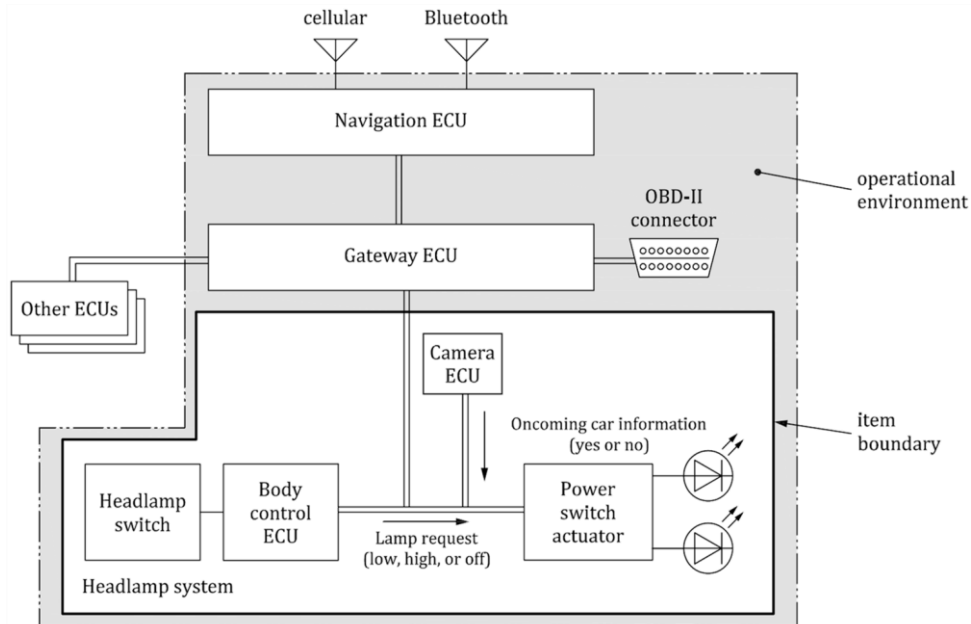 cellular
Bluetooth
Navigation ECU
operational
environment
OBD-II
connector
Gateway ECU
Other ECUs
Camera
ECU
Oncoming car information
(yes or no)
item
boundary
Headlamp
switch
Body
control
ECU
Power
switch
actuator
Lamp request
(low, high, or off)
Headlamp system